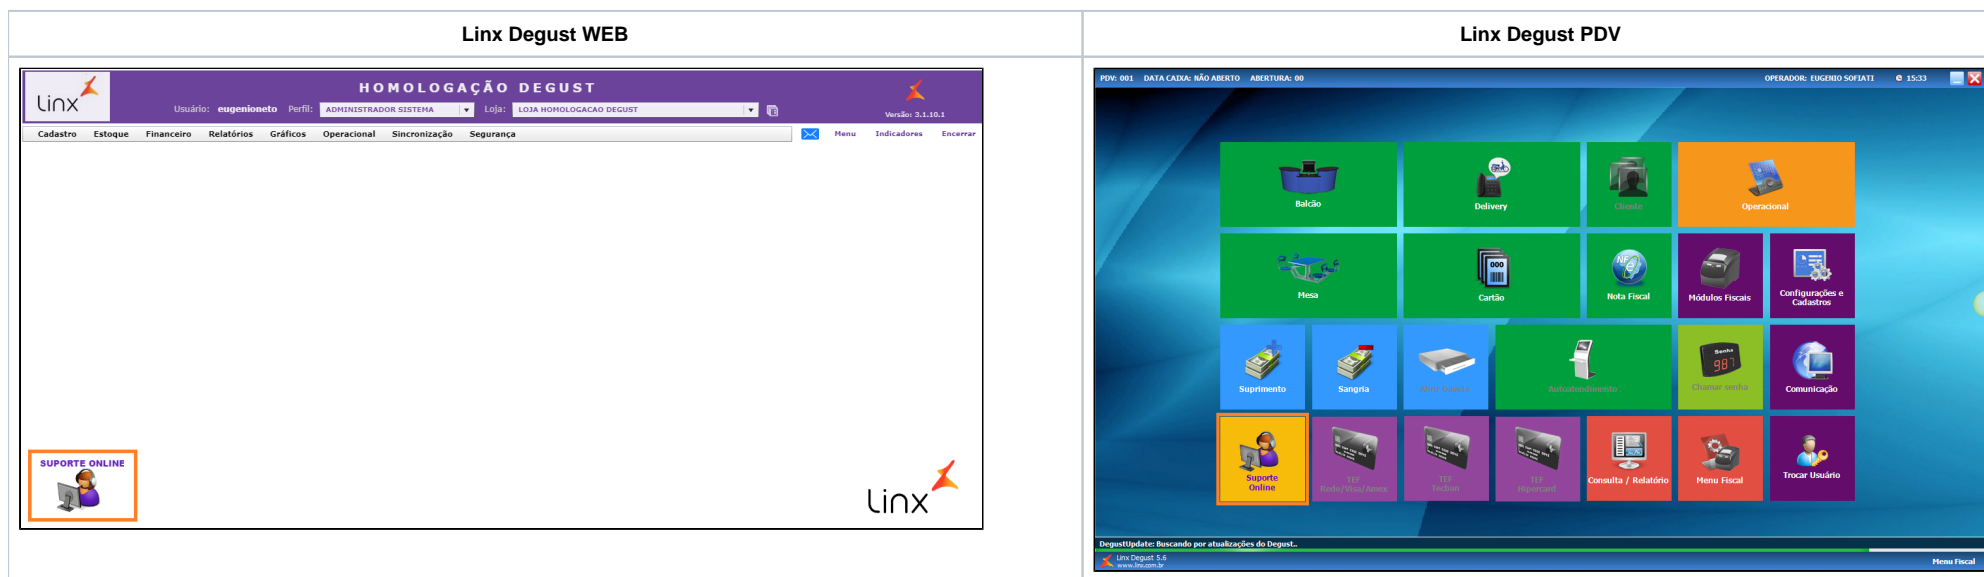 Linx Degust WEB
Linx
HOMOLOGAÇÃO DEGUST
Usuário: eugenioneto Perfil: ADMINISTRADOR SISTEMA Loja: LOJA HOMOLOGACAO DEGUST
Versão: 3.1.10.1
Cadastro Estoque Financeiro Relatórios Gráficos Operacional Sincronização Segurança Menu Indicadores Encerrar
SUPORTE ONLINE
Linx
Linx Degust PDV
PDV: 001 DATA CAIXA: NÃO ABERTO ABERTURA: 00 OPERADOR: EUGENIO SOFIATI 15:33
Balcão
Delivery
Cliente
Operacional
Mesa
000
Cartão
NF
e
Nota Fiscal
Módulos Fiscais
Configurações e
Cadastros
Suprimento
Sangria
Abrir Gaveta
Autoatendimento
Senha
987
Chamar senha
Comunicação
Suporte
Online
TEF
Rede/Visa/Amex
TEF
Tecban
TEF
Hipercard
Consulta / Relatório
Menu Fiscal
Trocar Usuário
DegustUpdate: Buscando por atualizações do Degust..
Linx Degust 5.6
www.linx.com.br
Menu Fiscal